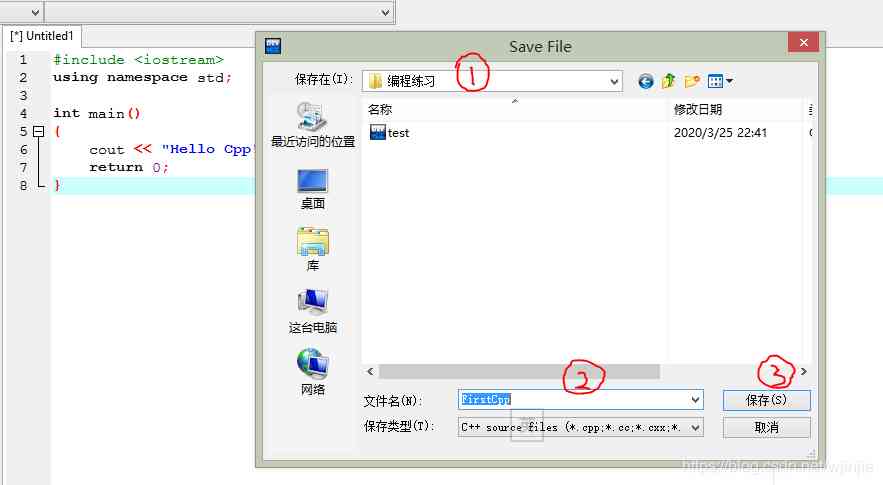 [*] Untitled1
1 #include <iostream>
2 using namespace std;
3
4 int main()
5 {
6 cout << "Hello Cpp"
7 return 0;
8 }
Save File
保存在(I): 编程练习 ①
名称 修改日期
test 2020/3/25 22:41
最近访问的位置
桌面
库
这台电脑
网络
② ③
文件名(N): FirstCpp 保存(S)
保存类型(T): C++ source files (*.cpp;*.cc;*.cxx;*. 取消
英
https://blog.csdn.net/wjinjie